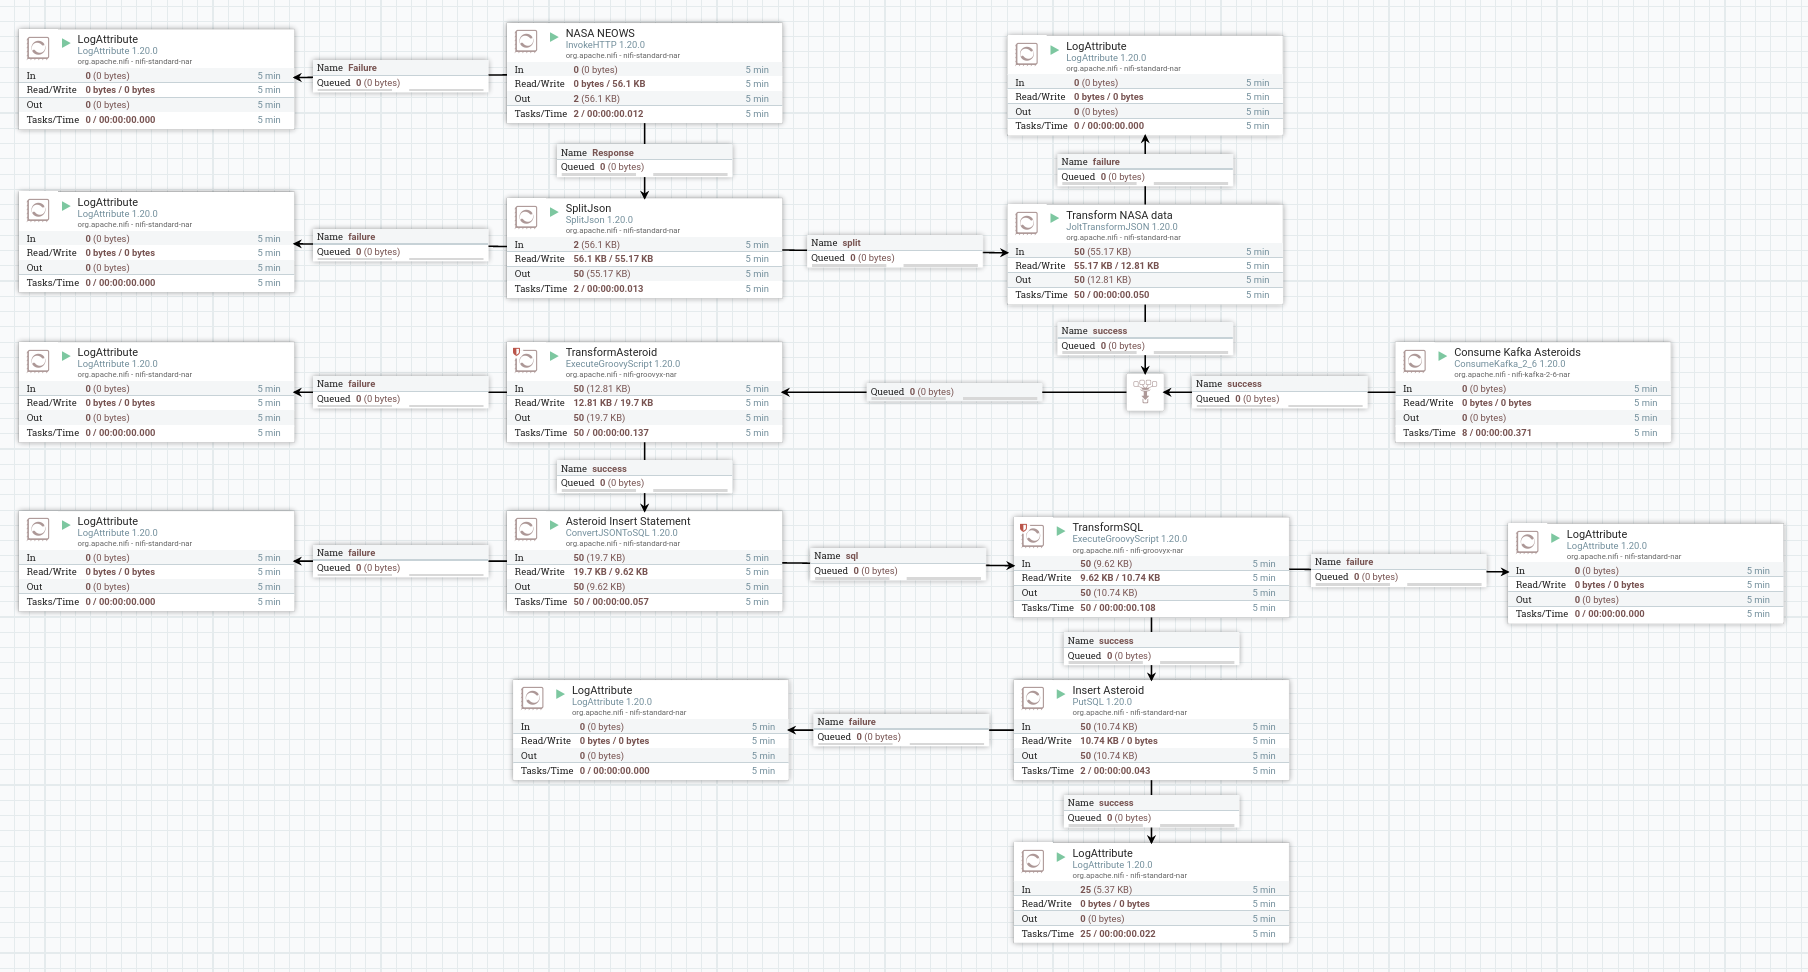 LogAttribute
LogAttribute 1.20.0
org.apache.nifi - nifi-standard-nar
In 0 (0 bytes) 5 min
Read/Write 0 bytes / 0 bytes 5 min
Out 0 (0 bytes) 5 min
Tasks/Time 0 / 00:00:00.000 5 min
Name Failure
Queued 0 (0 bytes)
NASA NEOWS
InvokeHTTP 1.20.0
org.apache.nifi - nifi-standard-nar
In 0 (0 bytes) 5 min
Read/Write 0 bytes / 56.1 KB 5 min
Out 2 (56.1 KB) 5 min
Tasks/Time 2 / 00:00:00.012 5 min
LogAttribute
LogAttribute 1.20.0
org.apache.nifi - nifi-standard-nar
In 0 (0 bytes) 5 min
Read/Write 0 bytes / 0 bytes 5 min
Out 0 (0 bytes) 5 min
Tasks/Time 0 / 00:00:00.000 5 min
Name Response
Queued 0 (0 bytes)
Name failure
Queued 0 (0 bytes)
LogAttribute
LogAttribute 1.20.0
org.apache.nifi - nifi-standard-nar
In 0 (0 bytes) 5 min
Read/Write 0 bytes / 0 bytes 5 min
Out 0 (0 bytes) 5 min
Tasks/Time 0 / 00:00:00.000 5 min
Name failure
Queued 0 (0 bytes)
SplitJson
SplitJson 1.20.0
org.apache.nifi - nifi-standard-nar
In 2 (56.1 KB) 5 min
Read/Write 56.1 KB / 55.17 KB 5 min
Out 50 (55.17 KB) 5 min
Tasks/Time 2 / 00:00:00.013 5 min
Name split
Queued 0 (0 bytes)
Transform NASA data
JoltTransformJSON 1.20.0
org.apache.nifi - nifi-standard-nar
In 50 (55.17 KB) 5 min
Read/Write 55.17 KB / 12.81 KB 5 min
Out 50 (12.81 KB) 5 min
Tasks/Time 50 / 00:00:00.050 5 min
Name success
Queued 0 (0 bytes)
LogAttribute
LogAttribute 1.20.0
org.apache.nifi - nifi-standard-nar
In 0 (0 bytes) 5 min
Read/Write 0 bytes / 0 bytes 5 min
Out 0 (0 bytes) 5 min
Tasks/Time 0 / 00:00:00.000 5 min
Name failure
Queued 0 (0 bytes)
TransformAsteroid
ExecuteGroovyScript 1.20.0
org.apache.nifi - nifi-groovyx-nar
In 50 (12.81 KB) 5 min
Read/Write 12.81 KB / 19.7 KB 5 min
Out 50 (19.7 KB) 5 min
Tasks/Time 50 / 00:00:00.137 5 min
Queued 0 (0 bytes)
Name success
Queued 0 (0 bytes)
Consume Kafka Asteroids
ConsumeKafka_2_6 1.20.0
org.apache.nifi - nifi-kafka-2-6-nar
In 0 (0 bytes) 5 min
Read/Write 0 bytes / 0 bytes 5 min
Out 0 (0 bytes) 5 min
Tasks/Time 8 / 00:00:00.371 5 min
Name success
Queued 0 (0 bytes)
LogAttribute
LogAttribute 1.20.0
org.apache.nifi - nifi-standard-nar
In 0 (0 bytes) 5 min
Read/Write 0 bytes / 0 bytes 5 min
Out 0 (0 bytes) 5 min
Tasks/Time 0 / 00:00:00.000 5 min
Name failure
Queued 0 (0 bytes)
Asteroid Insert Statement
ConvertJSONToSQL 1.20.0
org.apache.nifi - nifi-standard-nar
In 50 (19.7 KB) 5 min
Read/Write 19.7 KB / 9.62 KB 5 min
Out 50 (9.62 KB) 5 min
Tasks/Time 50 / 00:00:00.057 5 min
Name sql
Queued 0 (0 bytes)
TransformSQL
ExecuteGroovyScript 1.20.0
org.apache.nifi - nifi-groovyx-nar
In 50 (9.62 KB) 5 min
Read/Write 9.62 KB / 10.74 KB 5 min
Out 50 (10.74 KB) 5 min
Tasks/Time 50 / 00:00:00.108 5 min
Name failure
Queued 0 (0 bytes)
LogAttribute
LogAttribute 1.20.0
org.apache.nifi - nifi-standard-nar
In 0 (0 bytes) 5 min
Read/Write 0 bytes / 0 bytes 5 min
Out 0 (0 bytes) 5 min
Tasks/Time 0 / 00:00:00.000 5 min
Name success
Queued 0 (0 bytes)
LogAttribute
LogAttribute 1.20.0
org.apache.nifi - nifi-standard-nar
In 0 (0 bytes) 5 min
Read/Write 0 bytes / 0 bytes 5 min
Out 0 (0 bytes) 5 min
Tasks/Time 0 / 00:00:00.000 5 min
Name failure
Queued 0 (0 bytes)
Insert Asteroid
PutSQL 1.20.0
org.apache.nifi - nifi-standard-nar
In 50 (10.74 KB) 5 min
Read/Write 10.74 KB / 0 bytes 5 min
Out 50 (10.74 KB) 5 min
Tasks/Time 2 / 00:00:00.043 5 min
Name success
Queued 0 (0 bytes)
LogAttribute
LogAttribute 1.20.0
org.apache.nifi - nifi-standard-nar
In 25 (5.37 KB) 5 min
Read/Write 0 bytes / 0 bytes 5 min
Out 0 (0 bytes) 5 min
Tasks/Time 25 / 00:00:00.022 5 min